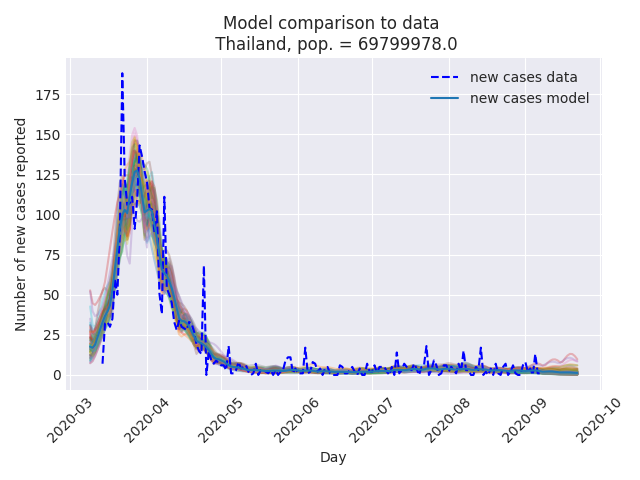 Model comparison to data
Thailand, pop. = 69799978.0
new cases data
new cases model
Number of new cases reported
175
150
125
100
75
50
25
0
2020-03
2020-04
2020-05
2020-06
2020-07
2020-08
2020-09
2020-10
Day